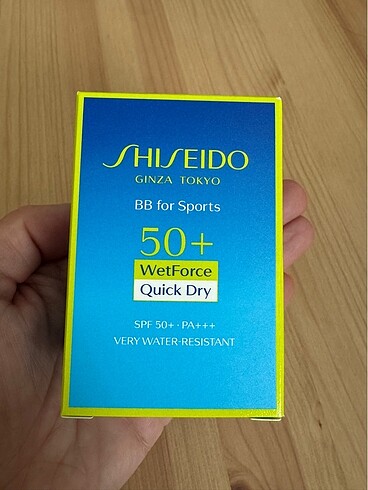 SHISEIDO
GINZA TOKYO
BB for Sports
50+
WetForce
Quick Dry
SPF 50+ · PA+++
VERY WATER-RESISTANT